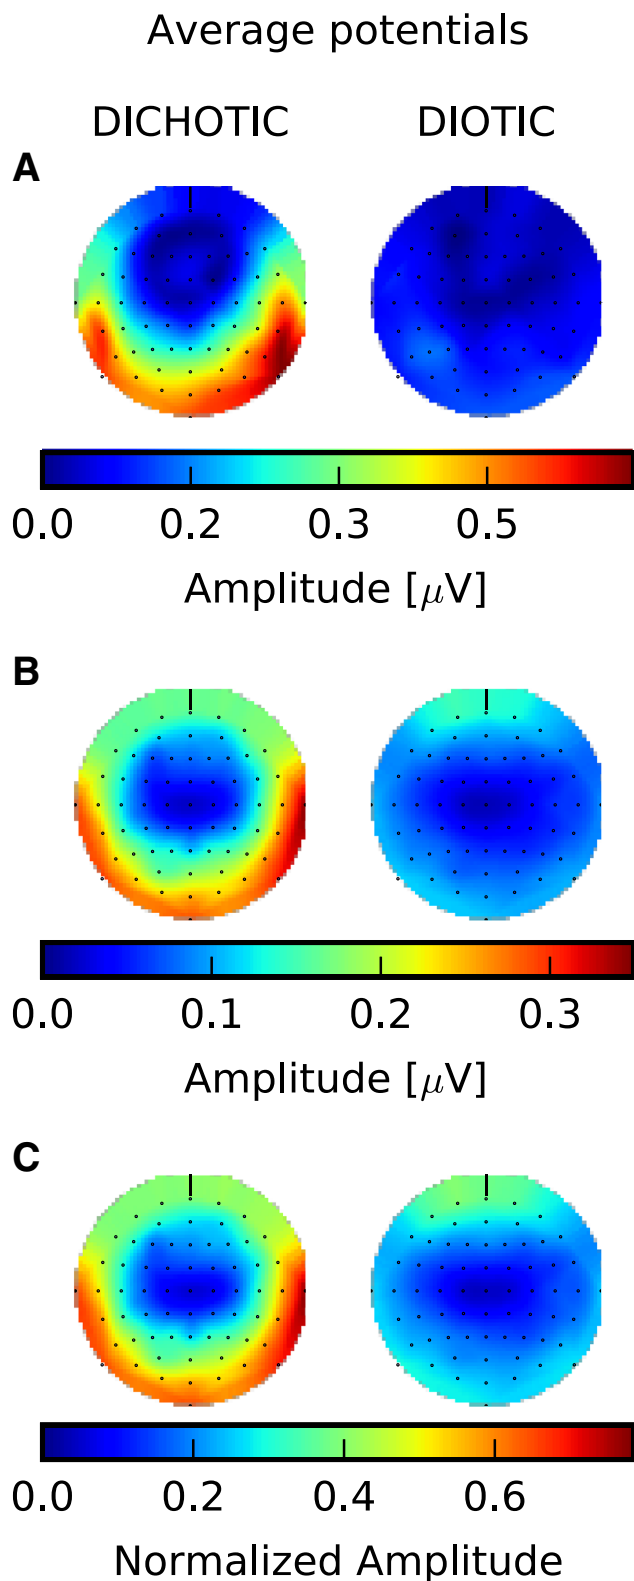 Average potentials
DICHOTIC DIOTIC
A
0.0 0.2 0.3 0.5
Amplitude [μV]
B
0.0 0.1 0.2 0.3
Amplitude [μV]
C
0.0 0.2 0.4 0.6
Normalized Amplitude